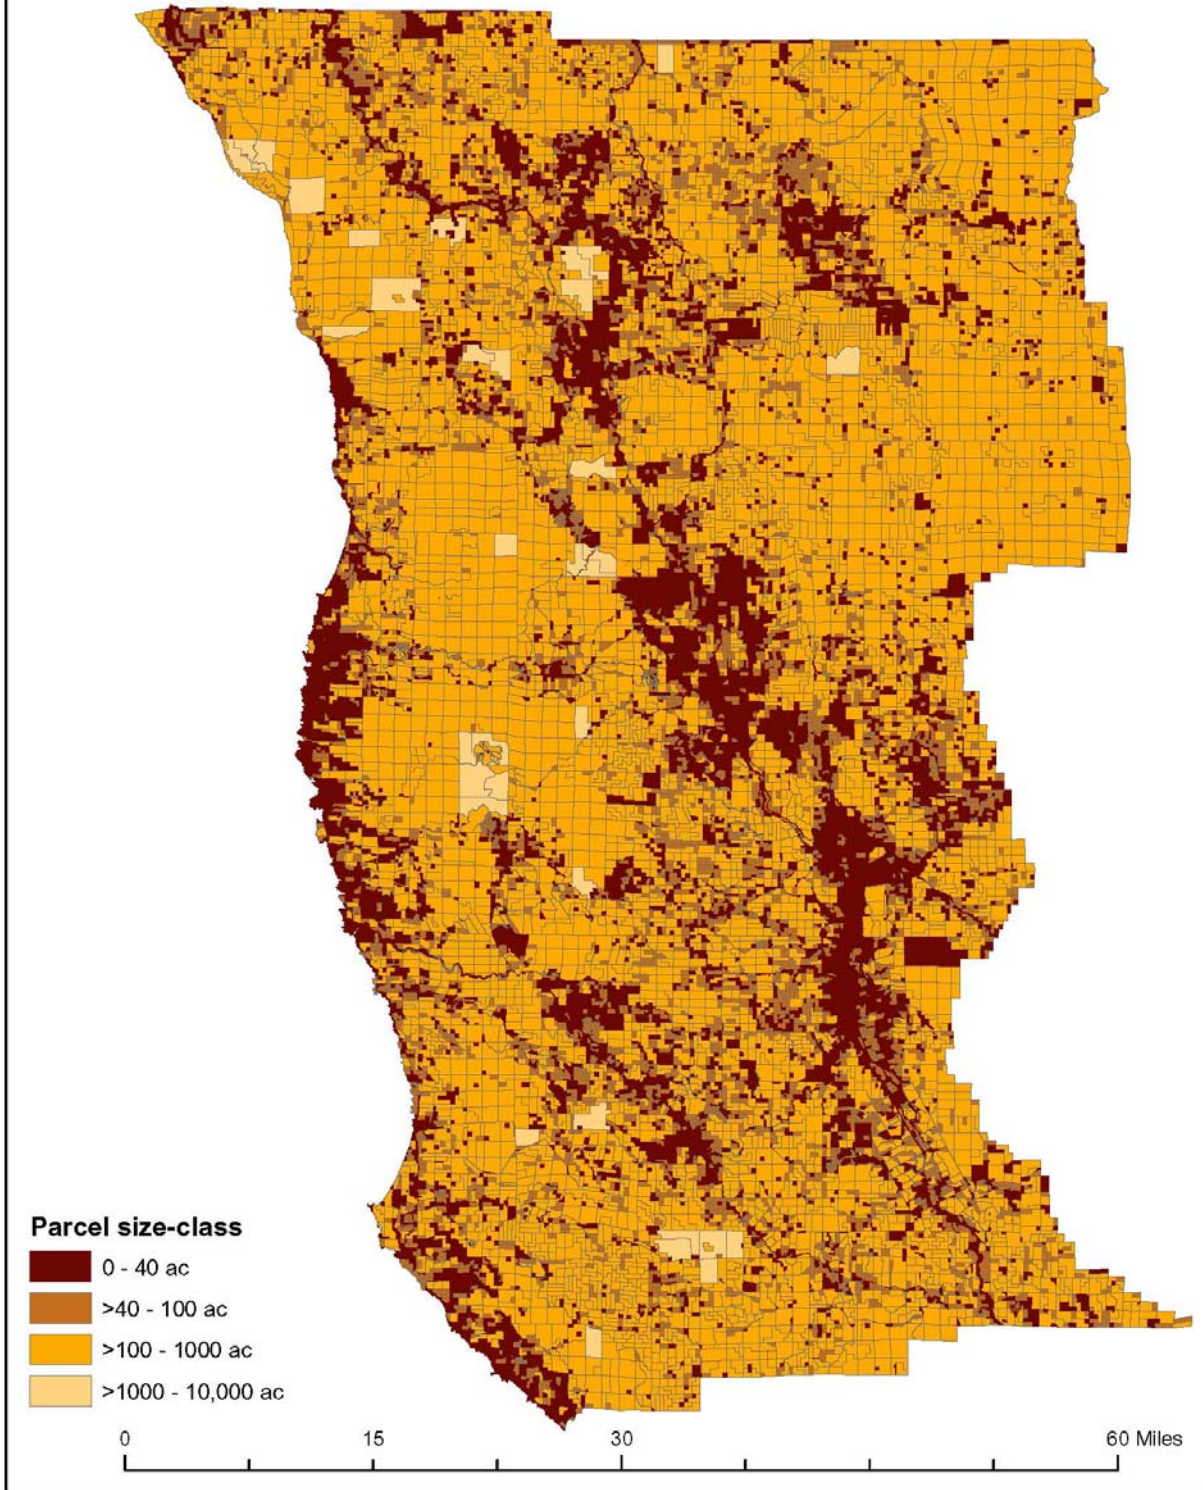 Parcel size-class
0 - 40 ac
>40 - 100 ac
>100 - 1000 ac
>1000 - 10,000 ac
0 15 30 60 Miles